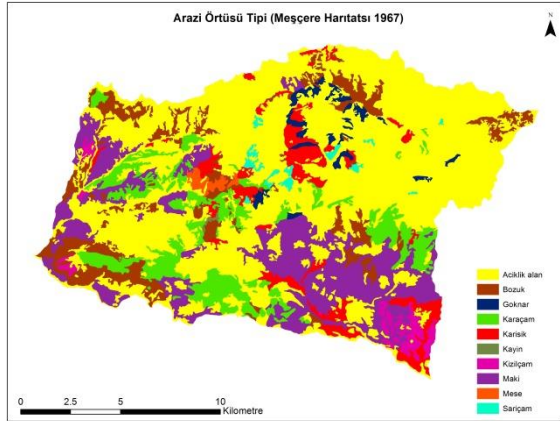 Arazi Örtüsü Tipi (Meşçere Harıtatsı 1967)
N
Aciklik alan
Bozuk
Goknar
Karaçam
Karisik
Kayin
Kizilçam
Maki
Mese
Sariçam
0 2.5 5 10
Kilometre